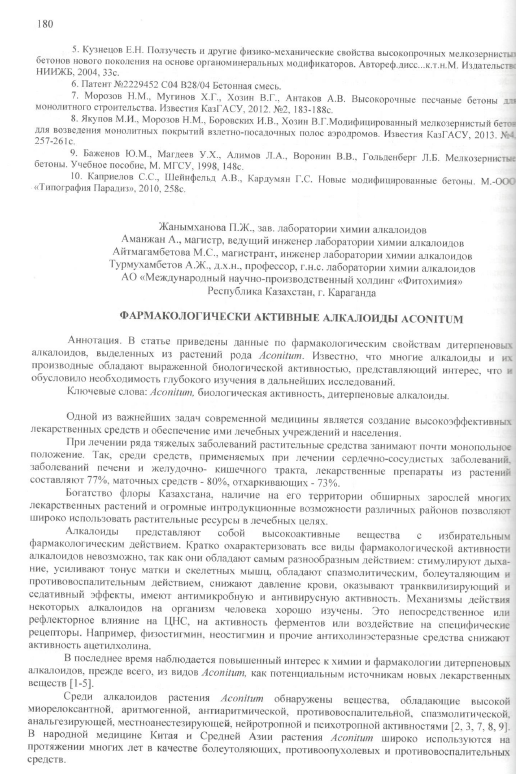 180
5. Кузнецов Е.Н. Ползучесть и другие физико-механические свойства высокопрочных мелкозернистых
бетонов нового поколения на основе органоминеральных модификаторов. Автореф.дисс...к.т.н.М. Издательство
НИИЖБ, 2004, 33с.
6. Патент №2229452 С04 В28/04 Бетонная смесь.
7. Морозов Н.М., Мугинов Х.Г., Хозин В.Г., Антаков А.В. Высокорочные песчаные бетоны для
монолитного строительства. Известия КазГАСУ, 2012. №2, 183-188с.
8. Якупов М.И., Морозов Н.М., Боровских И.В., Хозин В.Г.Модифицированный мелкозернистый бетон
для возведения монолитных покрытий взлетно-посадочных полос аэродромов. Известия КазГАСУ, 2013. №4,
257-261с.
9. Баженов Ю.М., Магдеев У.Х., Алимов Л.А., Воронин В.В., Гольденберг Л.Б. Мелкозернистые
бетоны. Учебное пособие, М. МГСУ, 1998, 148с.
10. Каприелов С.С., Шейнфельд А.В., Кардумян Г.С. Новые модифицированные бетоны. М.-ООО
«Типография Парадиз», 2010, 258с.
Жанымханова П.Ж., зав. лаборатории химии алкалоидов
Аманжан А., магистр, ведущий инженер лаборатории химии алкалоидов
Айтмагамбетова М.С., магистрант, инженер лаборатории химии алкалоидов
Турмухамбетов А.Ж., д.х.н., профессор, г.н.с. лаборатории химии алкалоидов
АО «Международный научно-производственный холдинг «Фитохимия»
Республики Казахстан, г. Караганда
ФАРМАКОЛОГИЧЕСКИ АКТИВНЫЕ АЛКАЛОИДЫ ACONITUM
Аннотация. В статье приведены данные по фармакологическим свойствам дитерпеновых
алкалоидов, выделенных из растений рода Aconitum. Известно, что многие алкалоиды и их
производные обладают выраженной биологической активностью, представляющий интерес, что и
обусловило необходимость глубокого изучения в дальнейших исследований.
Ключевые слова: Aconitum, биологическая активность, дитерпеновые алкалоиды.
Одной из важнейших задач современной медицины является создание высокоэффективных
лекарственных средств и обеспечение ими лечебных учреждений и населения.
При лечении ряда тяжелых заболеваний растительные средства занимают почти монопольное
положение. Так, среди средств, применяемых при лечении сердечно-сосудистых заболеваний,
заболеваний печени и желудочно- кишечного тракта, лекарственные препараты из растений
составляют 77%, маточных средств - 80%, отхаркивающих - 73%.
Богатство флоры Казахстана, наличие на его территории обширных зарослей многих
лекарственных растений и огромные интродукционные возможности различных районов позволяют
широко использовать растительные ресурсы в лечебных целях.
Алкалоиды представляют собой высокоактивные вещества с избирательным
фармакологическим действием. Кратко охарактеризовать все виды фармакологической активности
алкалоидов невозможно, так как они обладают самым разнообразным действием: стимулируют дыха-
ние, усиливают тонус матки и скелетных мышц, обладают спазмолитическим, болеуталяющим и
противовоспалительным действием, снижают давление крови, оказывают транквилизирующий и
седативный эффекты, имеют антимикробную и антивирусную активность. Механизмы действия
некоторых алкалоидов на организм человека хорошо изучены. Это непосредственное или
рефлекторное влияние на ЦНС, на активность ферментов или воздействие на специфические
рецепторы. Например, физостигмин, неостигмин и прочие антихолинэстеразные средства снижают
активность ацетилхолина.
В последнее время наблюдается повышенный интерес к химии и фармакологии дитерпеновых
алкалоидов, прежде всего, из видов Aconitum, как потенциальным источникам новых лекарственных
веществ [1-5].
Среди алкалоидов растения Aconitum обнаружены вещества, обладающие высокой
миорелоксантной, аритмогенной, антиаритмической, противовоспалительной, спазмолитической,
анальгезирующей, местноанестезирующей, нейротропной и психотропной активностями [2, 3, 7, 8, 9].
В народной медицине Китая и Средней Азии растения Aconitum широко используются на
протяжении многих лет в качестве болеутоляющих, противоопухолевых и противовоспалительных
средств.